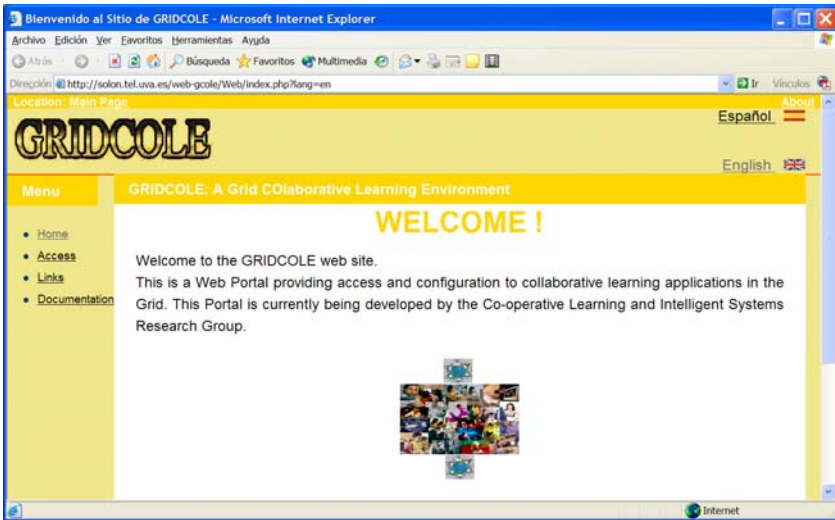 Bienvenido al Sitio de GRIDCOLE - Microsoft Internet Explorer
Archivo Edición Ver Favoritos Herramientas Ayuda
Atrás Búsqueda Favoritos Multimedia
Dirección http://solon.tel.uva.es/web-gcole/Web/index.php?lang=en Ir Vínculos
Location: Main Page About
GRIDCOLE
Español
English
Menu
GRIDCOLE: A Grid COlaborative Learning Environment
Home
Access
Links
Documentation
WELCOME !
Welcome to the GRIDCOLE web site.
This is a Web Portal providing access and configuration to collaborative learning applications in the
Grid. This Portal is currently being developed by the Co-operative Learning and Intelligent Systems
Research Group.
Internet